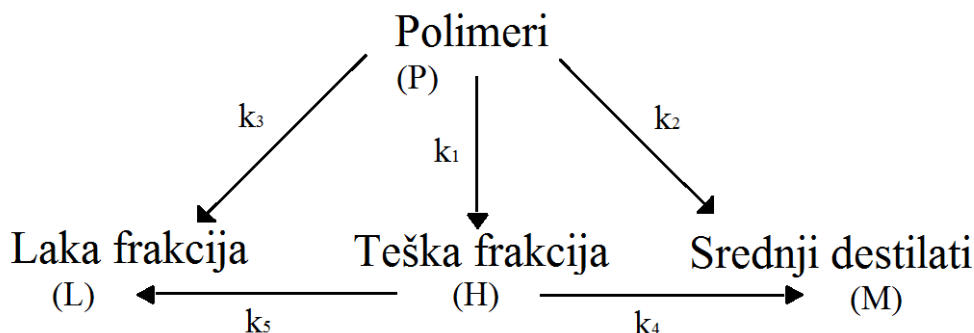 Polimeri
(P)
k₃
k₁
k₂
Laka frakcija
Teška frakcija
Srednji destilati
(L)
(H)
(M)
k₅
k₄